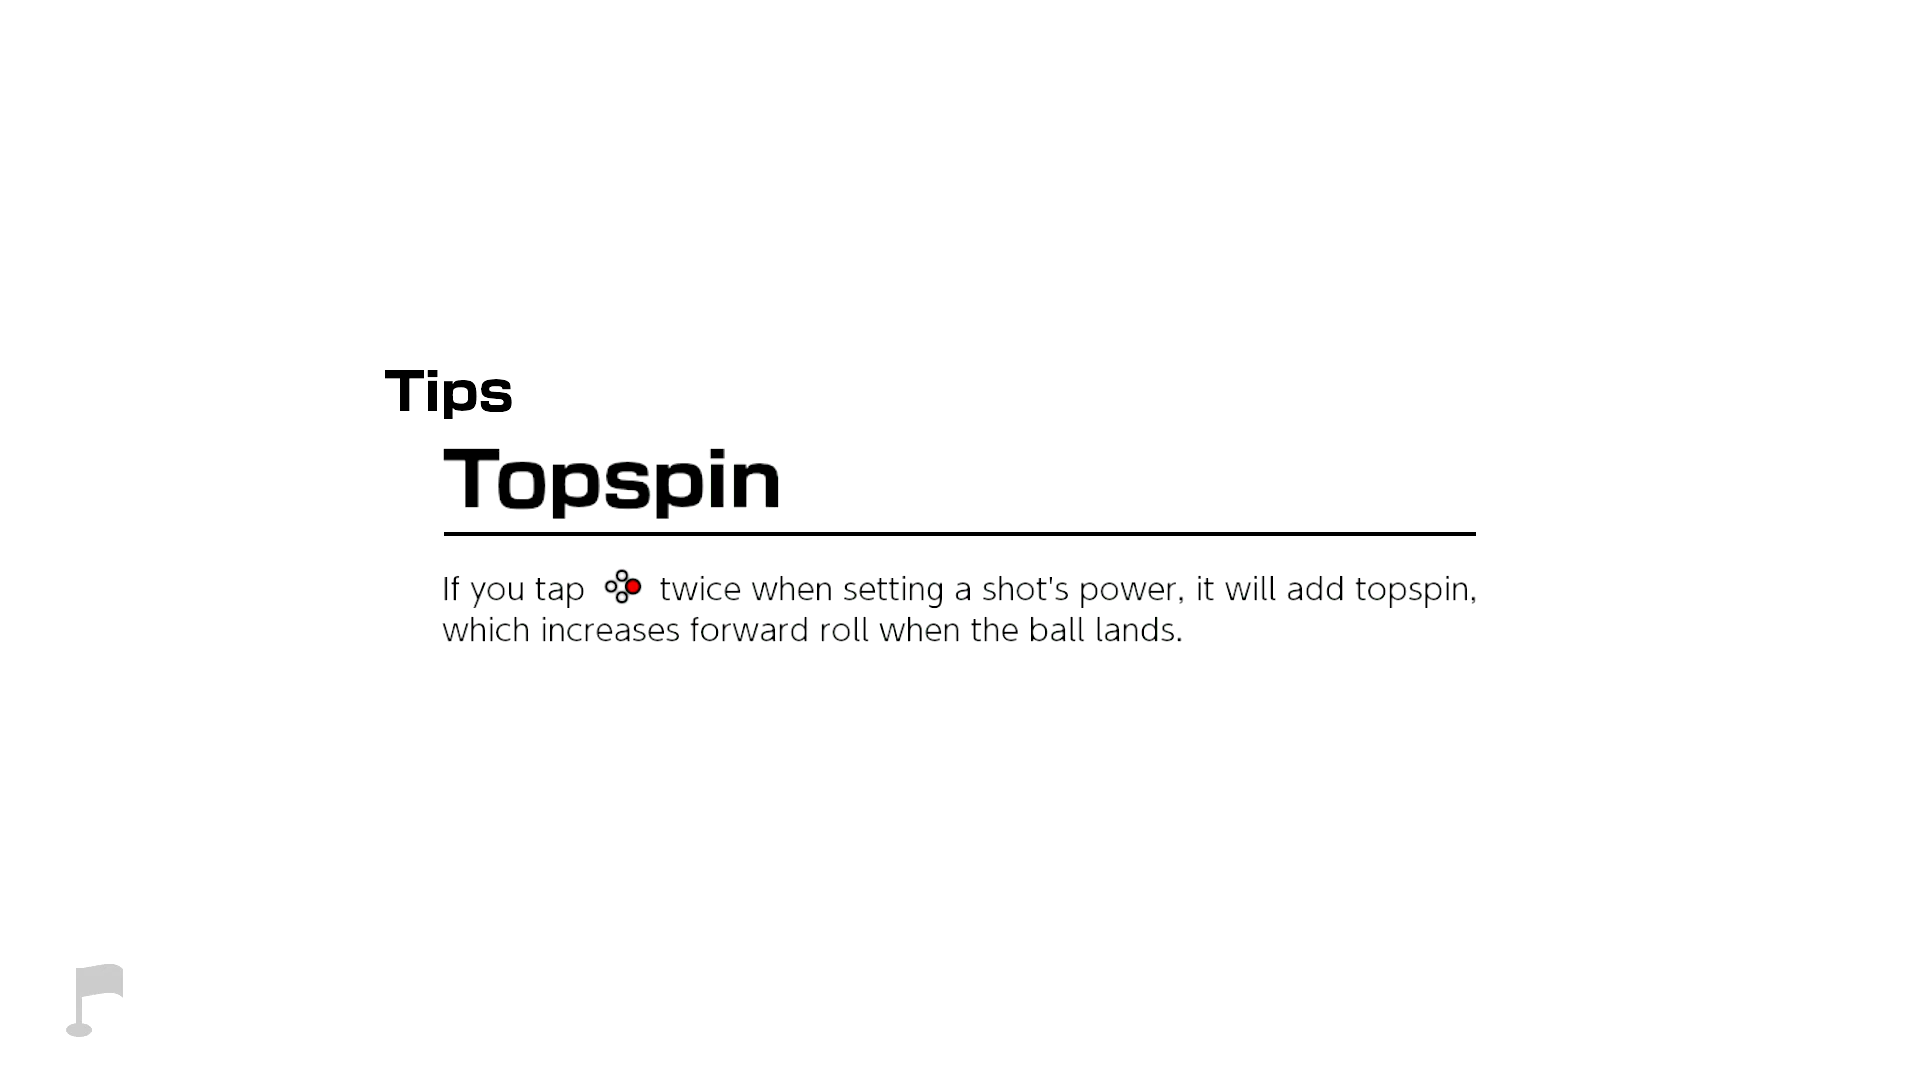 Tips
Topspin
If you tap twice when setting a shot's power, it will add topspin,
which increases forward roll when the ball lands.